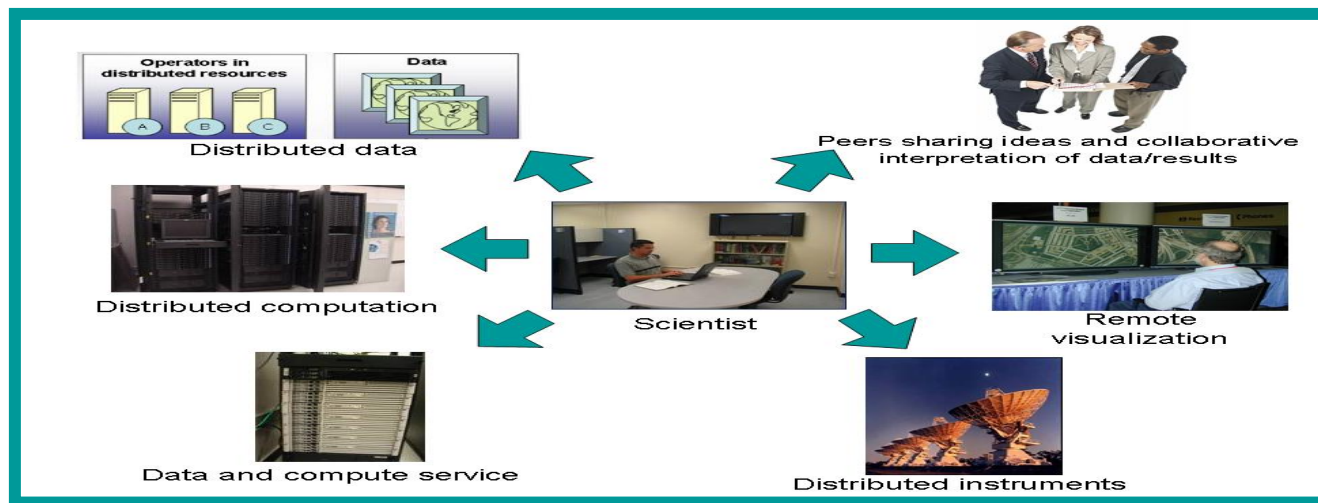 Operators in
distributed resources
A
B
C
Data
Distributed data
Peers sharing ideas and collaborative
interpretation of data/results
Distributed computation
Scientist
Remote
visualization
Data and compute service
Distributed instruments